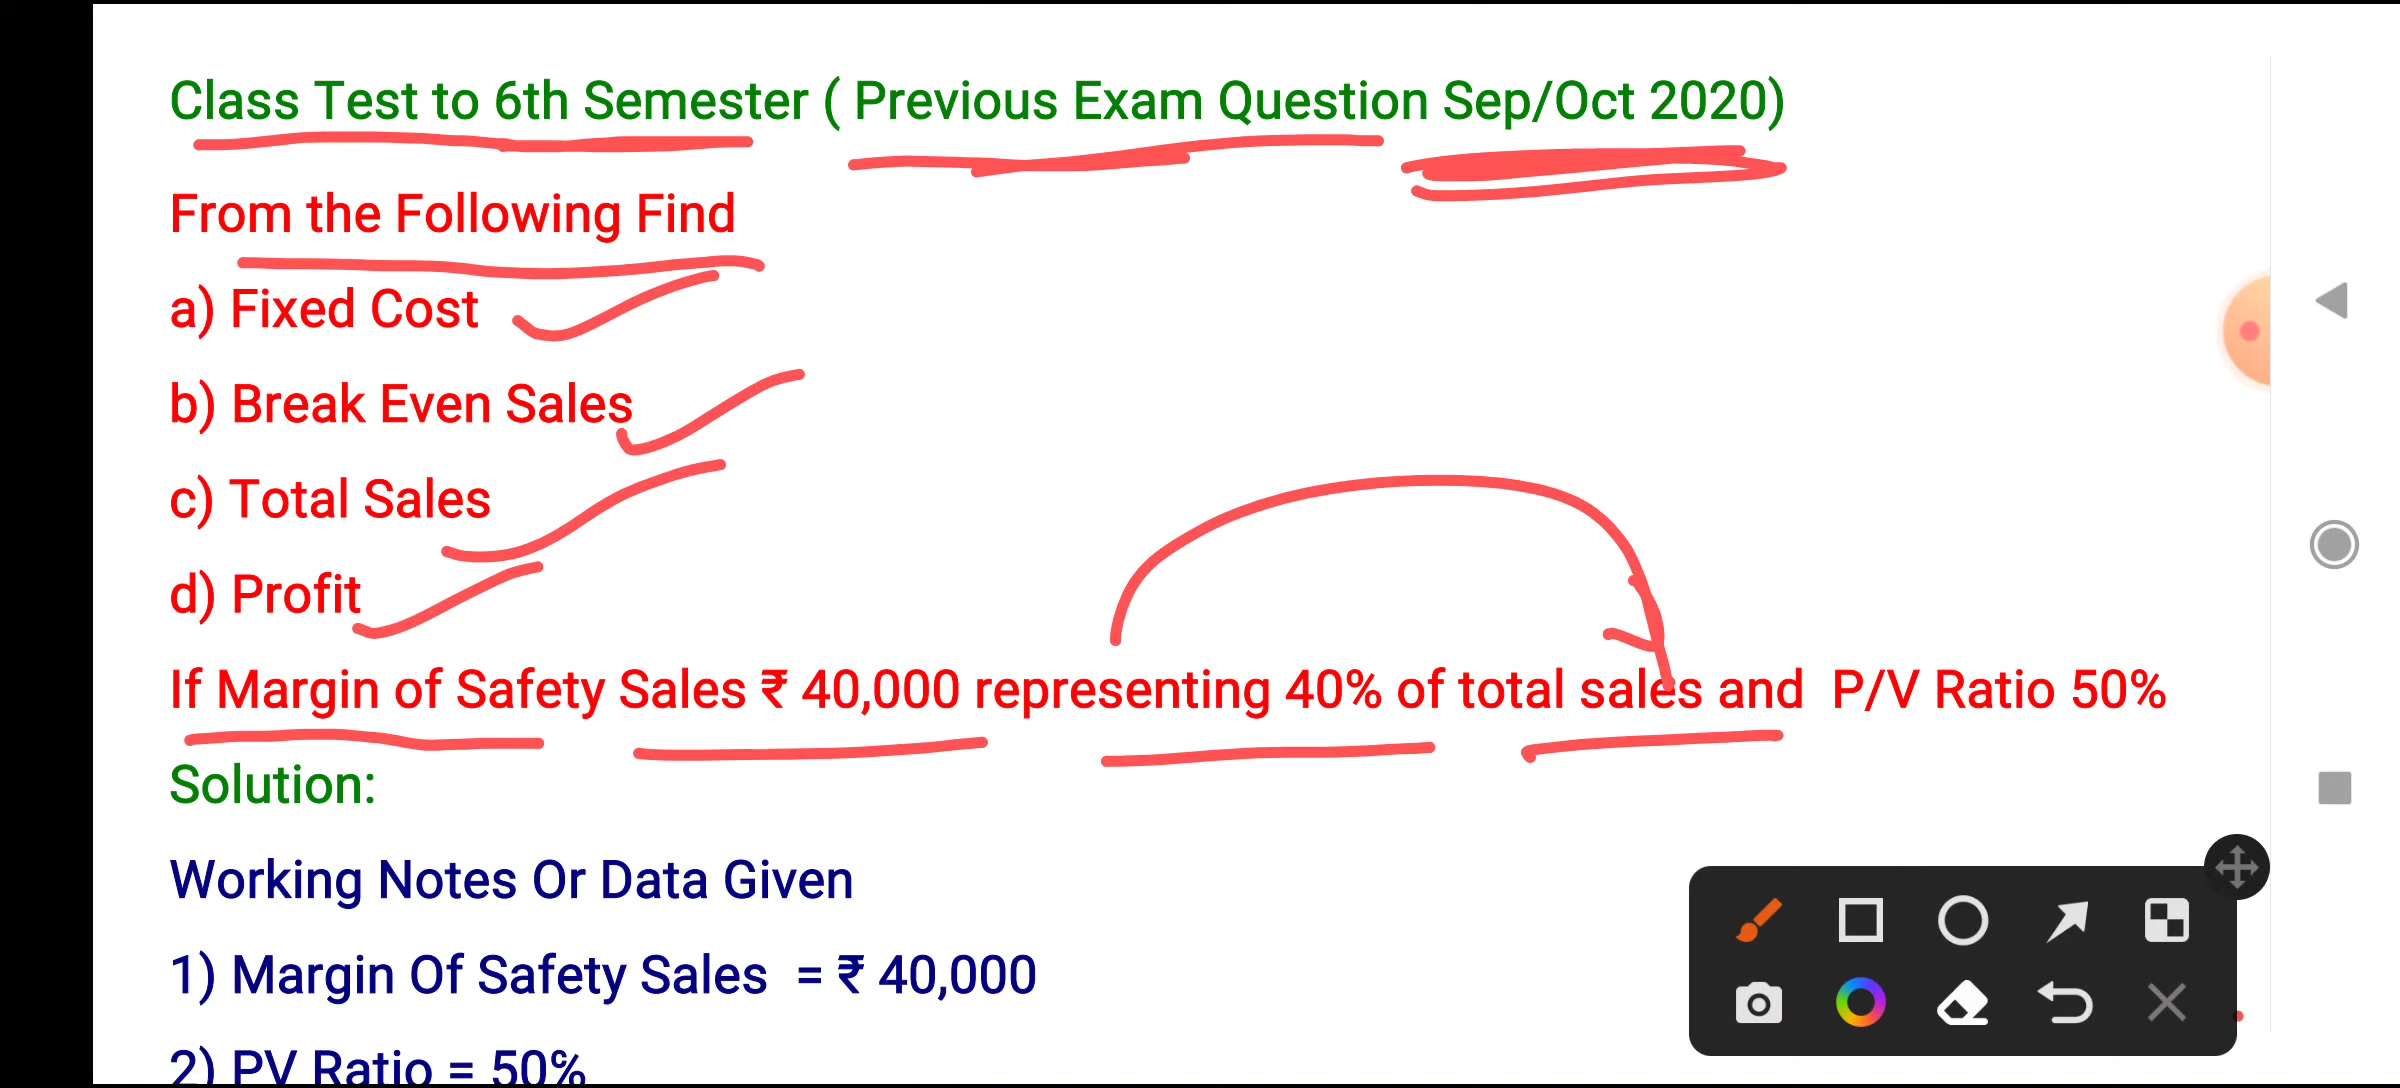 Class Test to 6th Semester ( Previous Exam Question Sep/Oct 2020)
From the Following Find
a) Fixed Cost
b) Break Even Sales
c) Total Sales
d) Profit
If Margin of Safety Sales ₹ 40,000 representing 40% of total sales and P/V Ratio 50%
Solution:
Working Notes Or Data Given
1) Margin Of Safety Sales = ₹ 40,000
2) PV Ratio = 50%